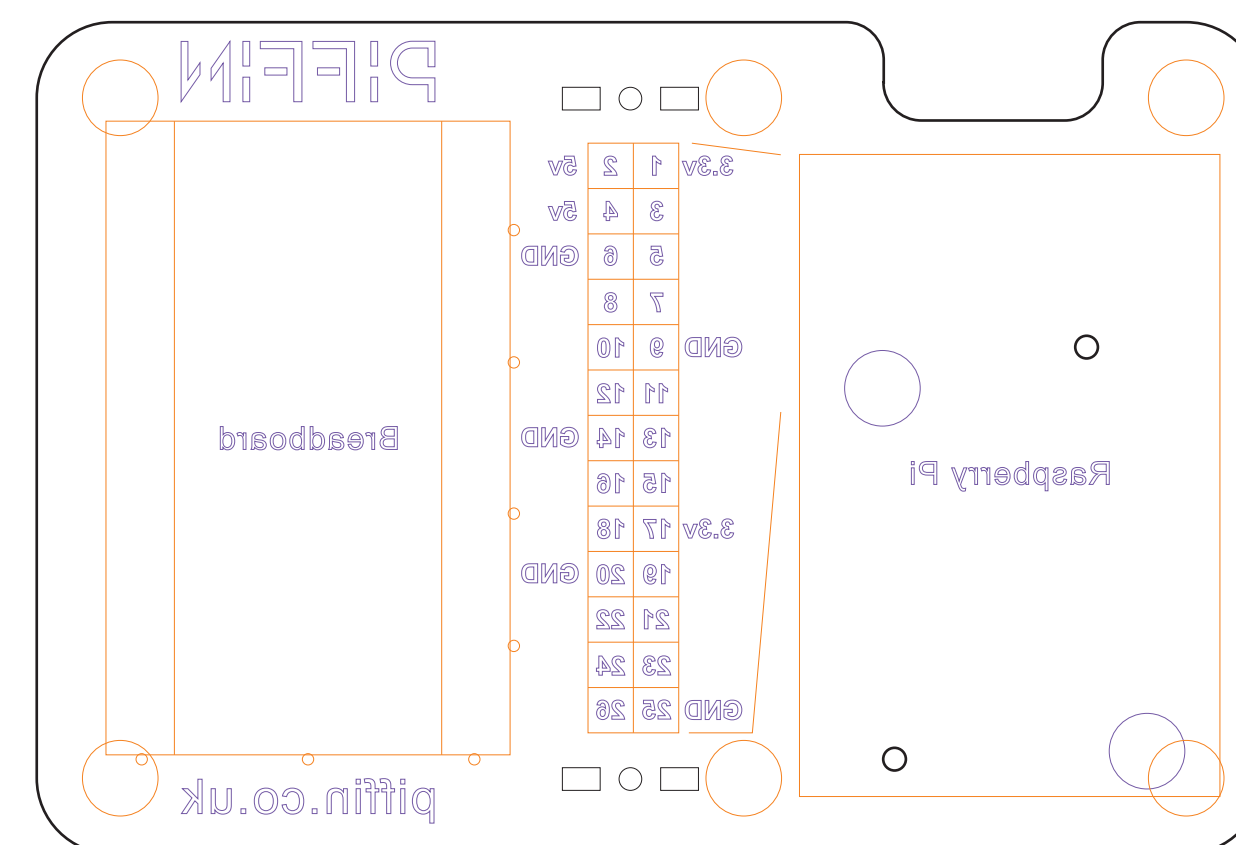 PIFFIN
3.3v 1 2 5v
3 4 5v
5 6 GND
7 8
GND 9 10
11 12
13 14 GND
15 16
3.3v 17 18
19 20 GND
21 22
23 24
GND 25 26
Breadboard
Raspberry Pi
piffin.co.uk